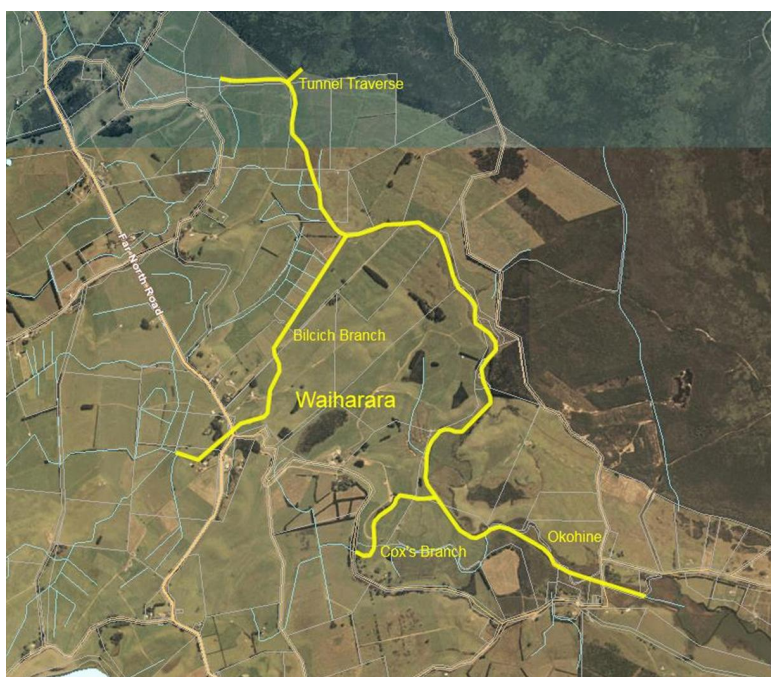 Tunnel Traverse
Far North Road
Bilcich Branch
Waiharara
Okohine
Cox's Branch